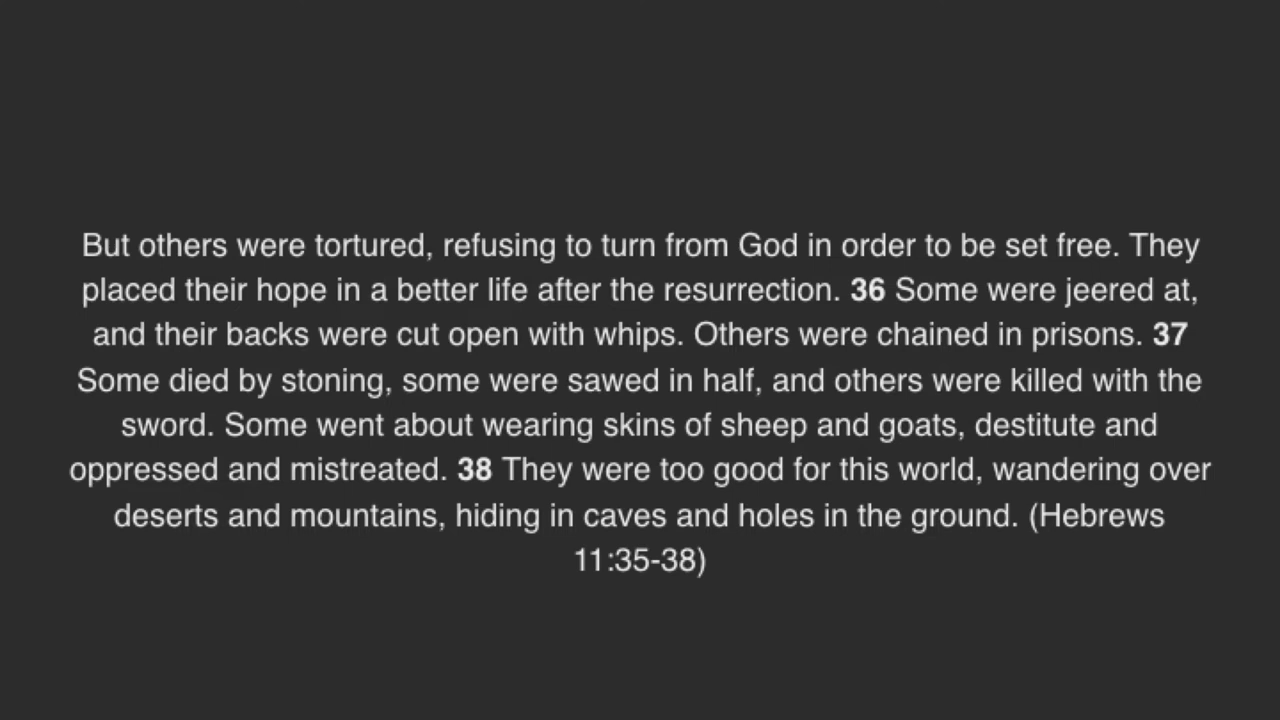 But others were tortured, refusing to turn from God in order to be set free. They
placed their hope in a better life after the resurrection. 36 Some were jeered at,
and their backs were cut open with whips. Others were chained in prisons. 37
Some died by stoning, some were sawed in half, and others were killed with the
sword. Some went about wearing skins of sheep and goats, destitute and
oppressed and mistreated. 38 They were too good for this world, wandering over
deserts and mountains, hiding in caves and holes in the ground. (Hebrews
11:35-38)